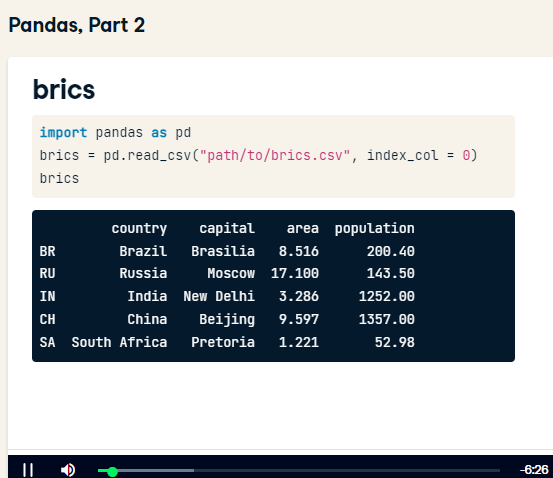 Pandas, Part 2
brics
import pandas as pd
brics = pd.read_csv("path/to/brics.csv", index_col = 0)
brics
country capital area population
BR Brazil Brasilia 8.516 200.40
RU Russia Moscow 17.100 143.50
IN India New Delhi 3.286 1252.00
CH China Beijing 9.597 1357.00
SA South Africa Pretoria 1.221 52.98
-6:26